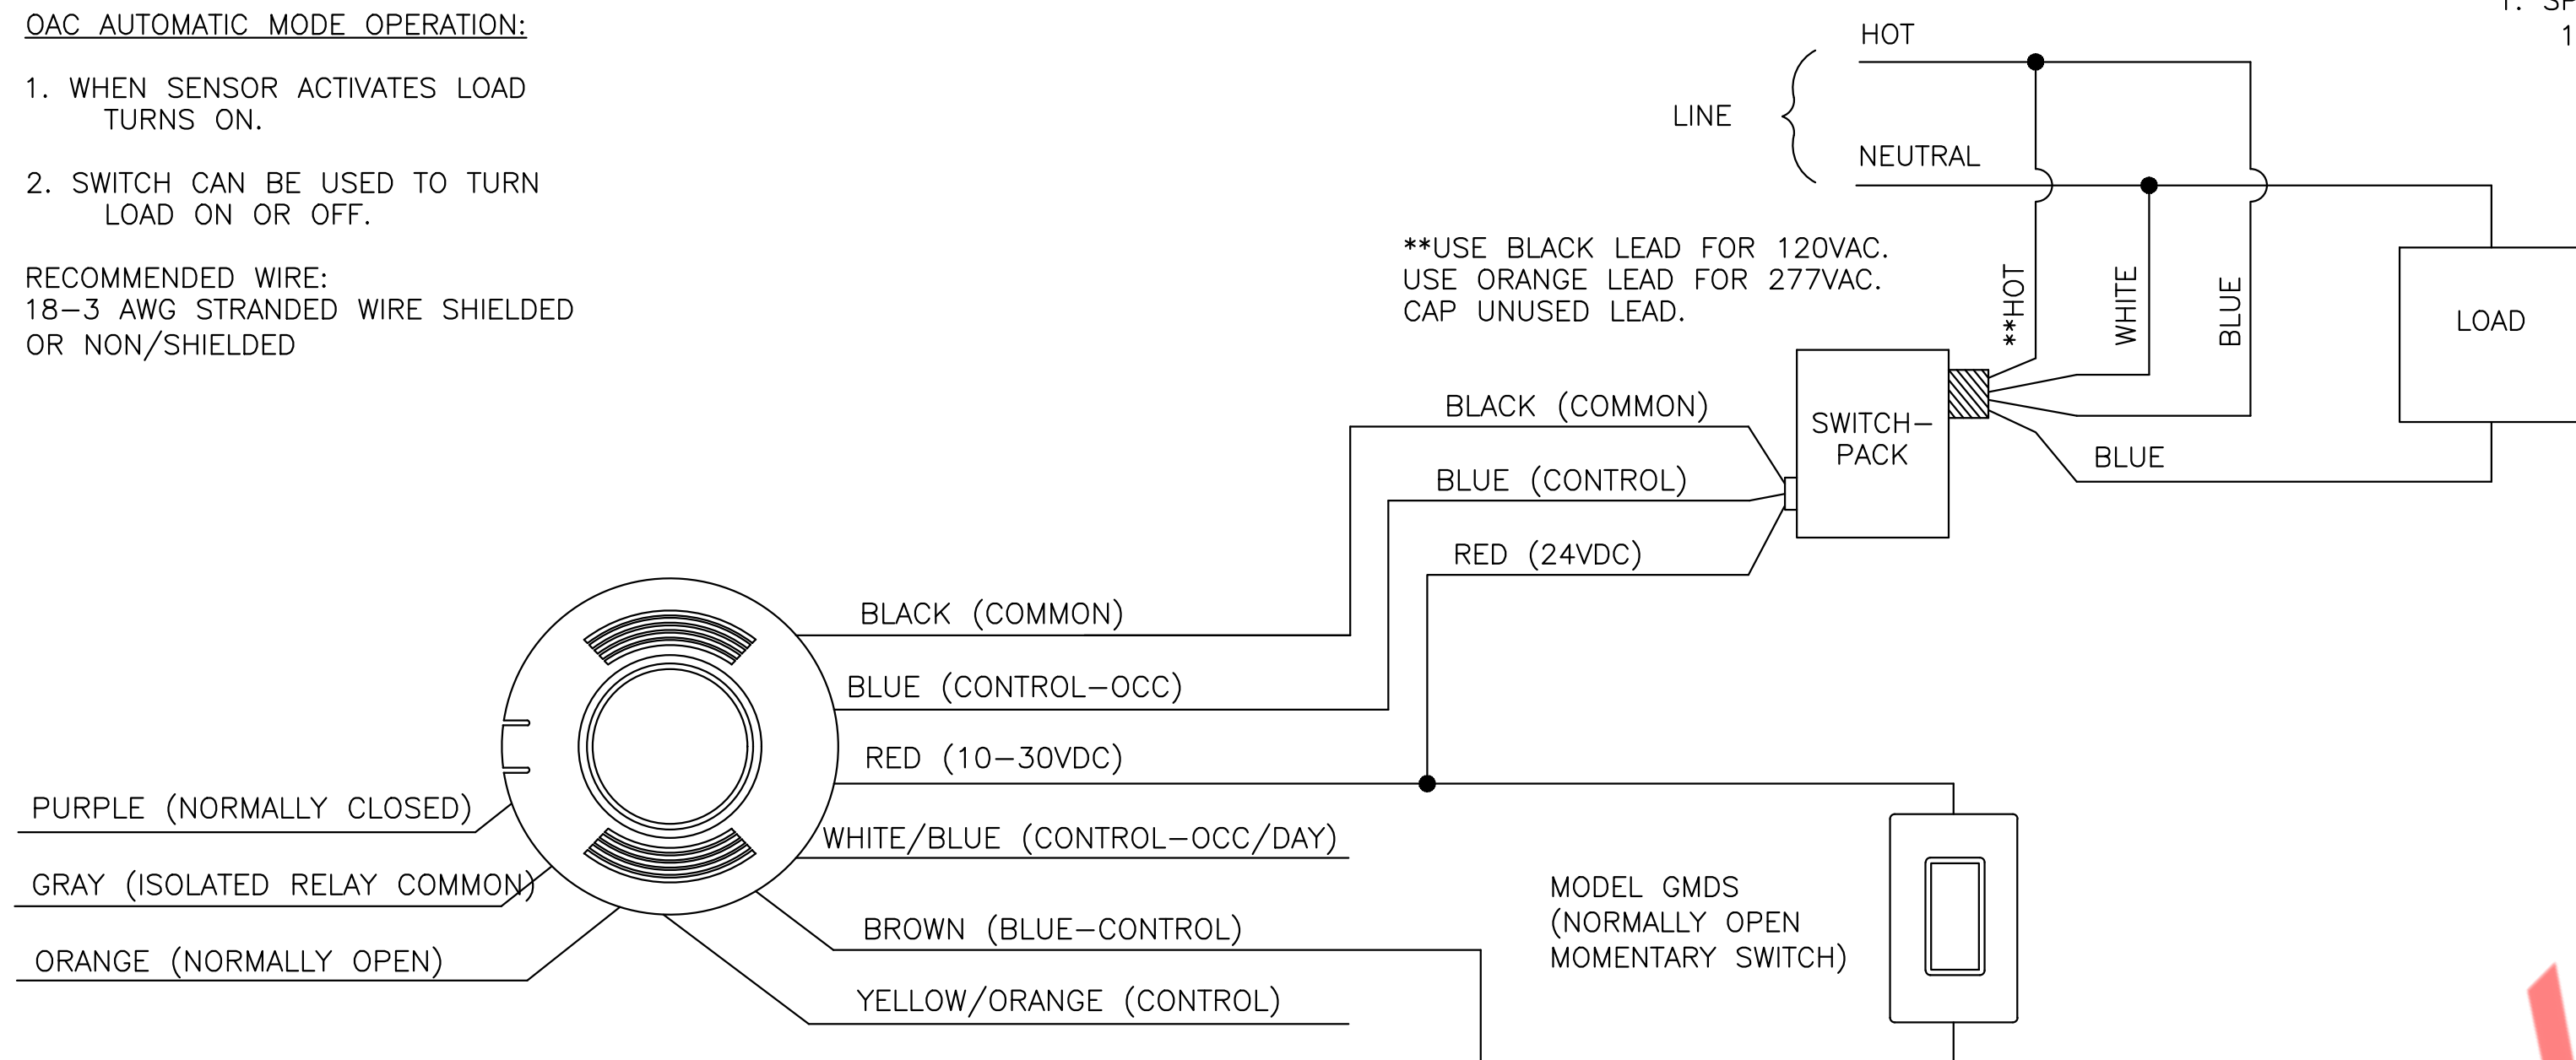 OAC AUTOMATIC MODE OPERATION:
1. WHEN SENSOR ACTIVATES LOAD
TURNS ON.
2. SWITCH CAN BE USED TO TURN
LOAD ON OR OFF.
RECOMMENDED WIRE:
18-3 AWG STRANDED WIRE SHIELDED
OR NON/SHIELDED
HOT
LINE
NEUTRAL
**USE BLACK LEAD FOR 120VAC.
USE ORANGE LEAD FOR 277VAC.
CAP UNUSED LEAD.
**HOT
WHITE
BLUE
LOAD
SWITCH-
PACK
BLUE
BLACK (COMMON)
BLUE (CONTROL)
RED (24VDC)
BLACK (COMMON)
BLUE (CONTROL-OCC)
RED (10-30VDC)
WHITE/BLUE (CONTROL-OCC/DAY)
BROWN (BLUE-CONTROL)
YELLOW/ORANGE (CONTROL)
PURPLE (NORMALLY CLOSED)
GRAY (ISOLATED RELAY COMMON)
ORANGE (NORMALLY OPEN)
MODEL GMDS
(NORMALLY OPEN
MOMENTARY SWITCH)